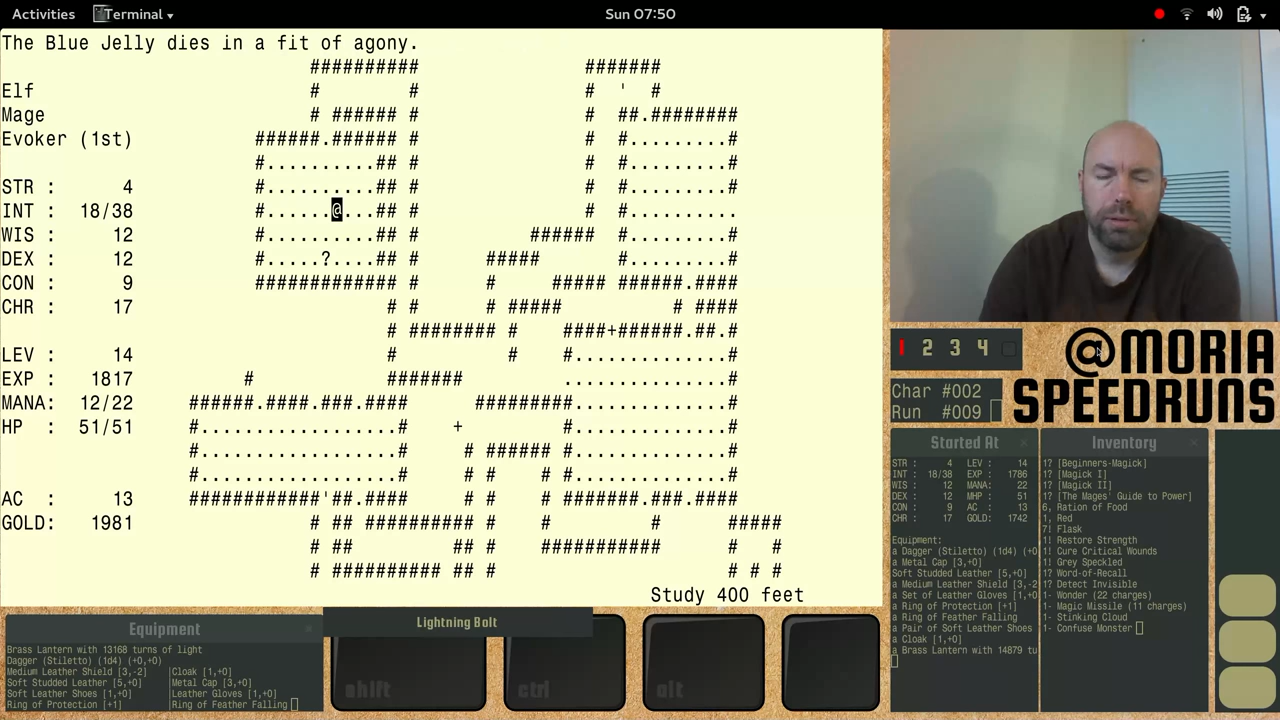 Activities Terminal Sun 07:50
The Blue Jelly dies in a fit of agony.
########## #######
Elf # # # ' #
Mage # ###### # # ##.########
Evoker (1st) ######.###### # # #.........#
#..........## # # #.........#
STR : 4 #..........## # # #.........#
INT : 18/38 #......@...## # # #..........
WIS : 12 #..........## # ###### #.........#
DEX : 12 #.....?....## # ##### #.........#
CON : 9 ############# # # ##### ######.####
CHR : 17 # # # ##### # ####
# ######## # ####+######.##.#
LEV : 14 # # #..............#
EXP : 1817 # ####### ...............#
MANA: 12/22 ######.####.###.#### #########..............#
HP : 51/51 #..................# + #..............#
#..................# # ###### #..............#
#..................# # # # #..............#
AC : 13 ############'##.#### # # # #######.###.####
GOLD: 1981 # ## ########## # # # #####
# ## ## # ########### # #
# ########## ## # # # #
Study 400 feet
Lightning Bolt
shift
ctrl
alt
1 2 3 4
@MORIA
SPEEDRUNS
Char #002
Run #009
Equipment
Brass Lantern with 13168 turns of light
Dagger (Stiletto) (1d4) (+0,+0)
Medium Leather Shield [3,-2] |Cloak [1,+0]
Soft Studded Leather [5,+0] |Metal Cap [3,+0]
Soft Leather Shoes [1,+0] |Leather Gloves [1,+0]
Ring of Protection [+1] |Ring of Feather Falling
Started At
STR : 4 LEV : 14
INT : 18/38 EXP : 1786
WIS : 12 MANA: 22
DEX : 12 MHP : 51
CON : 9 AC : 13
CHR : 17 GOLD: 1742
Equipment:
a Dagger (Stiletto) (1d4) (+0
a Metal Cap [3,+0]
Soft Studded Leather [5,+0]
a Medium Leather Shield [3,-2
a Set of Leather Gloves [1,+0
a Ring of Protection [+1]
a Ring of Feather Falling
a Pair of Soft Leather Shoes
a Cloak [1,+0]
a Brass Lantern with 14879 tu
Inventory
1? [Beginners-Magick]
1? [Magick I]
1? [Magick II]
1? [The Mages' Guide to Power]
6, Ration of Food
1, Red
7! Flask
1! Restore Strength
1! Cure Critical Wounds
1! Grey Speckled
1? Word-of-Recall
1? Detect Invisible
1- Wonder (22 charges)
1- Magic Missile (11 charges)
1- Stinking Cloud
1- Confuse Monster